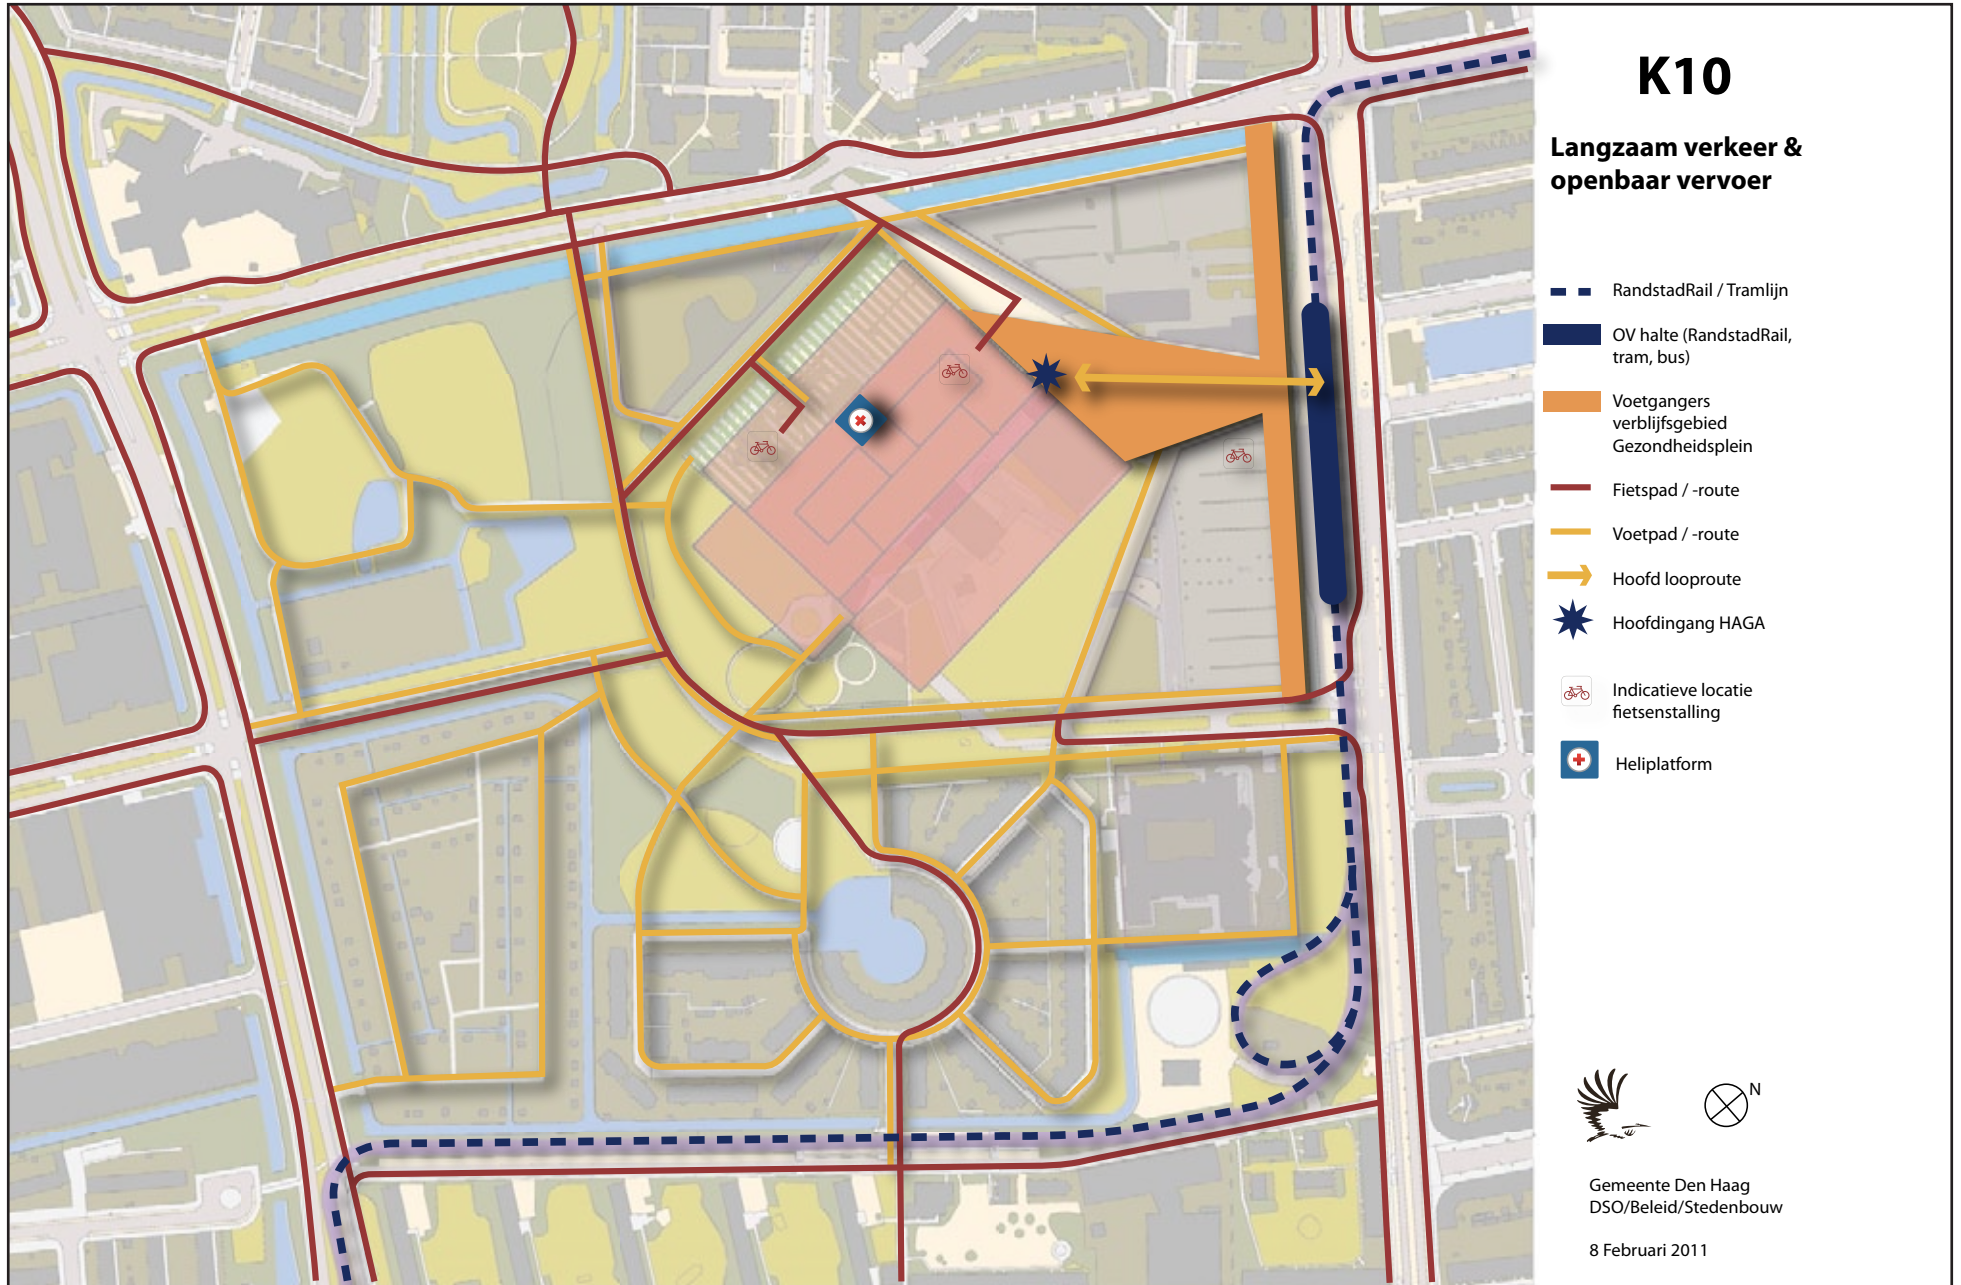 K10
Langzaam verkeer &
openbaar vervoer
RandstadRail / Tramlijn
OV halte (RandstadRail,
tram, bus)
Voetgangers
verblijfsgebied
Gezondheidsplein
Fietspad / -route
Voetpad / -route
Hoofd looproute
Hoofdingang HAGA
Indicatieve locatie
fietsenstalling
Heliplatform
N
Gemeente Den Haag
DSO/Beleid/Stedenbouw
8 Februari 2011